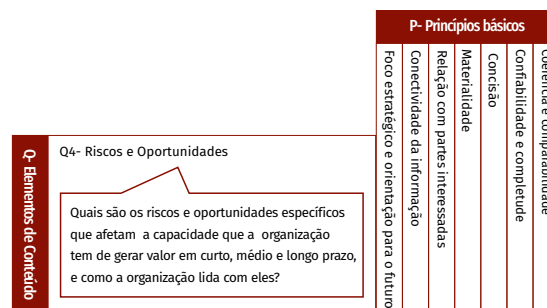 P- Princípios básicos
Foco estratégico e orientação para o futuro
Conectividade da informação
Relação com partes interessadas
Materialidade
Concisão
Confiabilidade e completude
Coerência e comparabilidade
Q- Elementos de Conteúdo
Q4- Riscos e Oportunidades
Quais são os riscos e oportunidades específicos
que afetam a capacidade que a organização
tem de gerar valor em curto, médio e longo prazo,
e como a organização lida com eles?